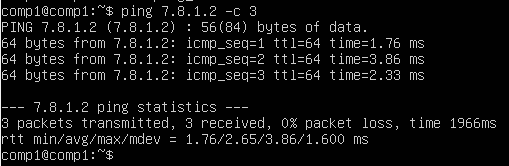 comp1@comp1:~$ ping 7.8.1.2 -c 3
PING 7.8.1.2 (7.8.1.2) : 56(84) bytes of data.
64 bytes from 7.8.1.2: icmp_seq=1 ttl=64 time=1.76 ms
64 bytes from 7.8.1.2: icmp_seq=2 ttl=64 time=3.86 ms
64 bytes from 7.8.1.2: icmp_seq=3 ttl=64 time=2.33 ms

--- 7.8.1.2 ping statistics ---
3 packets transmitted, 3 received, 0% packet loss, time 1966ms
rtt min/avg/max/mdev = 1.76/2.65/3.86/1.600 ms
comp1@comp1:~$